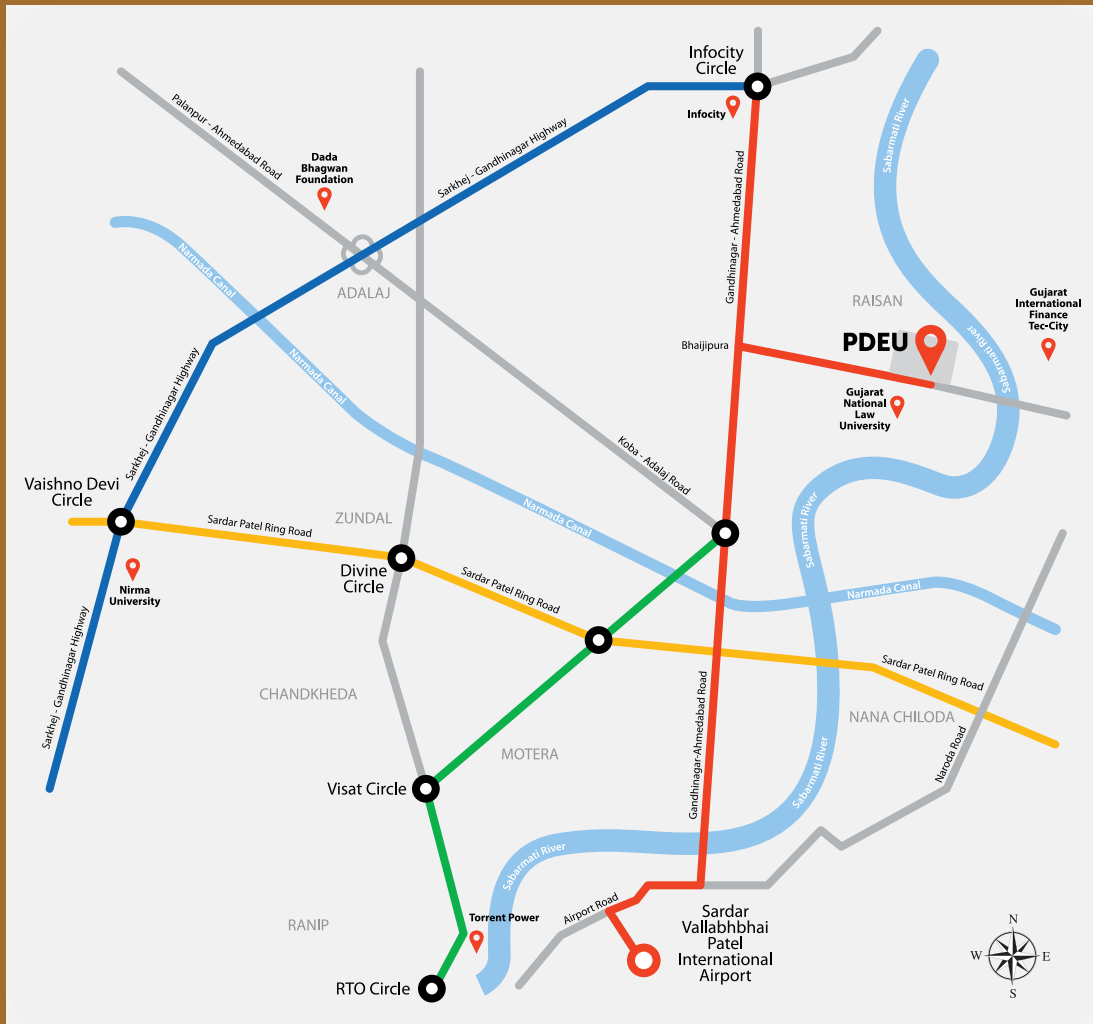 Infocity
Circle
Infocity
Palanpur - Ahmedabad Road
Sarkhej - Gandhinagar Highway
Sabarmati River
Dada
Bhagwan
Foundation
Gandhinagar - Ahmedabad Road
Narmada Canal
ADALAJ
RAISAN
Gujarat
International
Finance
Tec-City
Bhaijipura
PDEU
Sabarmati River
Narmada Canal
Gujarat
National
Law
University
Sarkhej - Gandhinagar Highway
Koba - Adalaj Road
Vaishno Devi
Circle
Sardar Patel Ring Road
ZUNDAL
Narmada Canal
Sabarmati River
Nirma
University
Divine
Circle
Sardar Patel Ring Road
Narmada Canal
Sarkhej - Gandhinagar Highway
Sardar Patel Ring Road
CHANDKHEDA
NANA CHILODA
Gandhinagar-Ahmedabad Road
MOTERA
Naroda Road
Sabarmati River
Visat Circle
Sabarmati River
Airport Road
Torrent Power
RANIP
Sardar
Vallabhbhai
Patel
International
Airport
RTO Circle
N
W
E
S